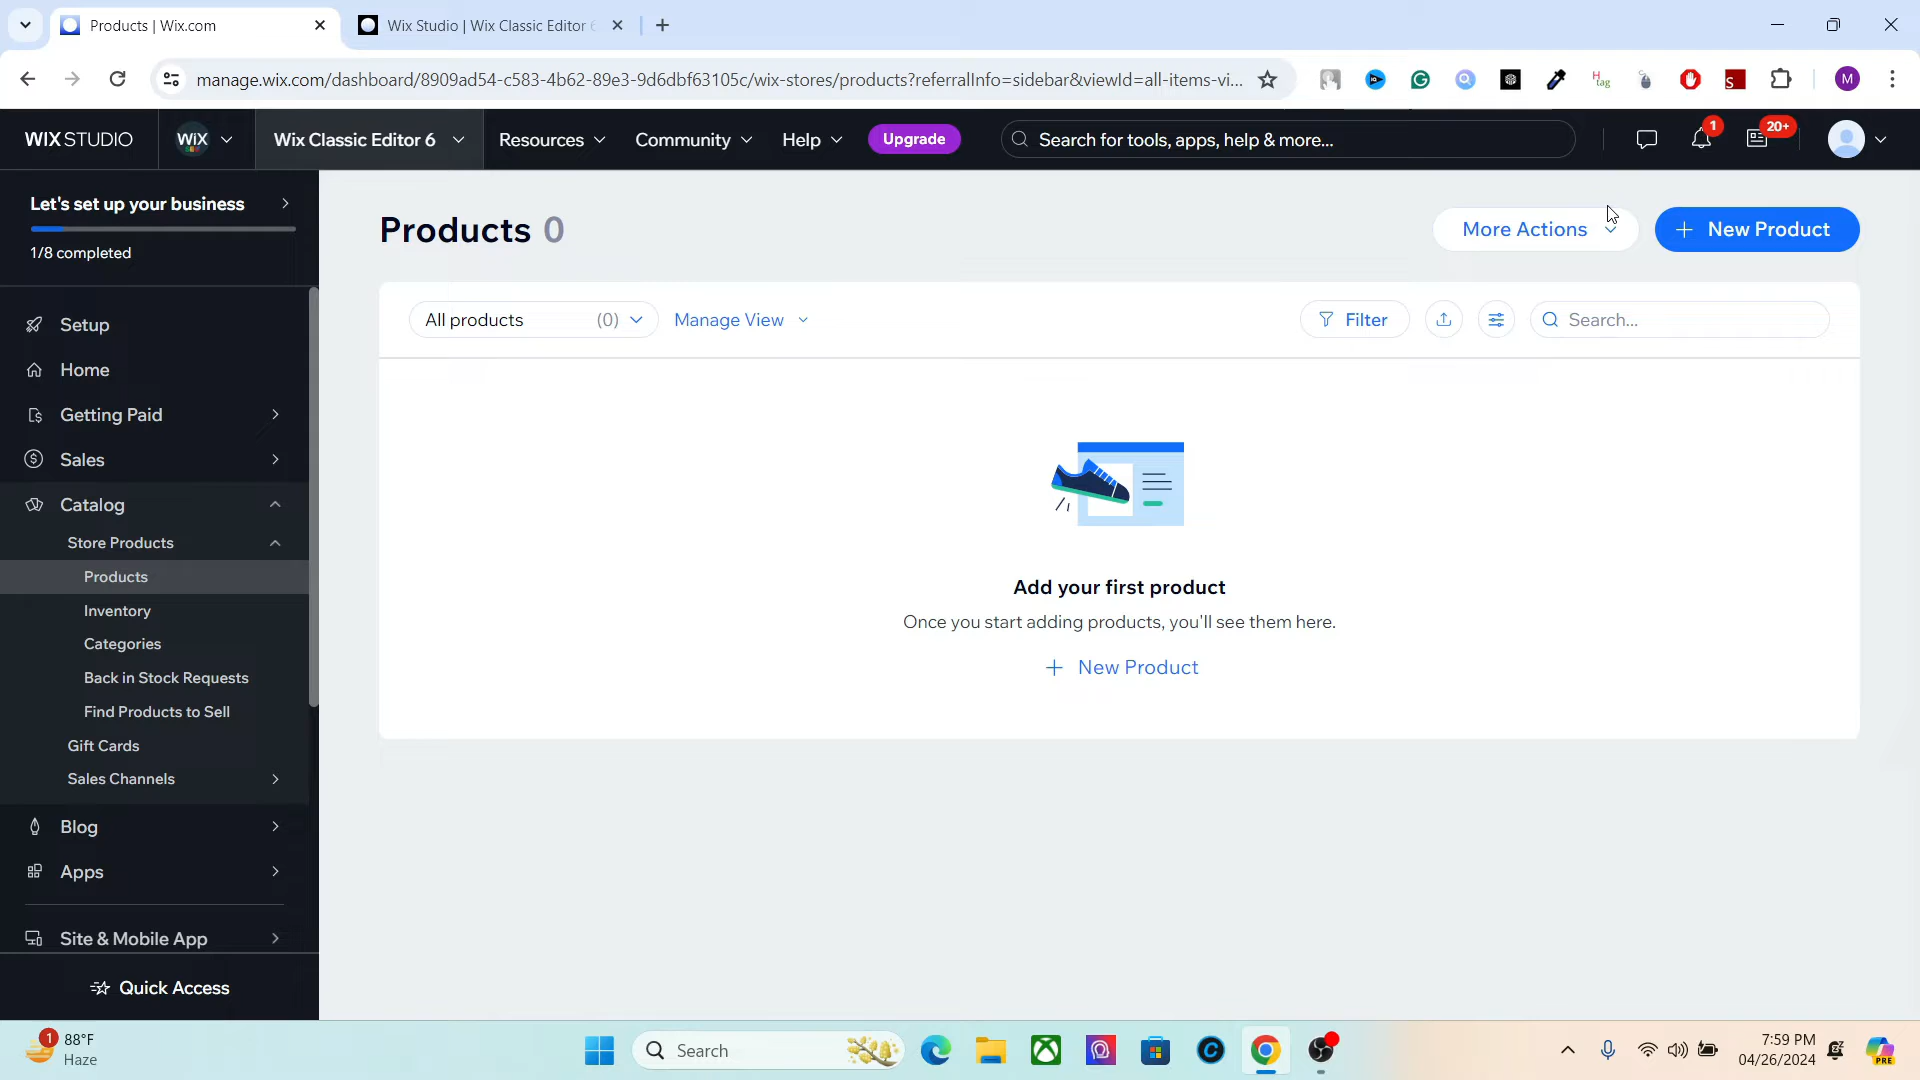 Products | Wix.com
Wix Studio | Wix Classic Editor 6
manage.wix.com/dashboard/8909ad54-c583-4b62-89e3-9d6dbf63105c/wix-stores/products?referralInfo=sidebar&viewId=all-items-vi...
H
tag
S
M
WIX STUDIO
WiX
Wix Classic Editor 6
Resources
Community
Help
Upgrade
Search for tools, apps, help & more...
1
20+
Let's set up your business
1/8 completed
Setup
Home
Getting Paid
Sales
Catalog
Store Products
Products
Inventory
Categories
Back in Stock Requests
Find Products to Sell
Gift Cards
Sales Channels
Blog
Apps
Site & Mobile App
Quick Access
Products 0
More Actions
+ New Product
All products (0)
Manage View
Filter
Search...
Add your first product
Once you start adding products, you'll see them here.
+ New Product
1
88°F
Haze
Search
7:59 PM
04/26/2024
PRE